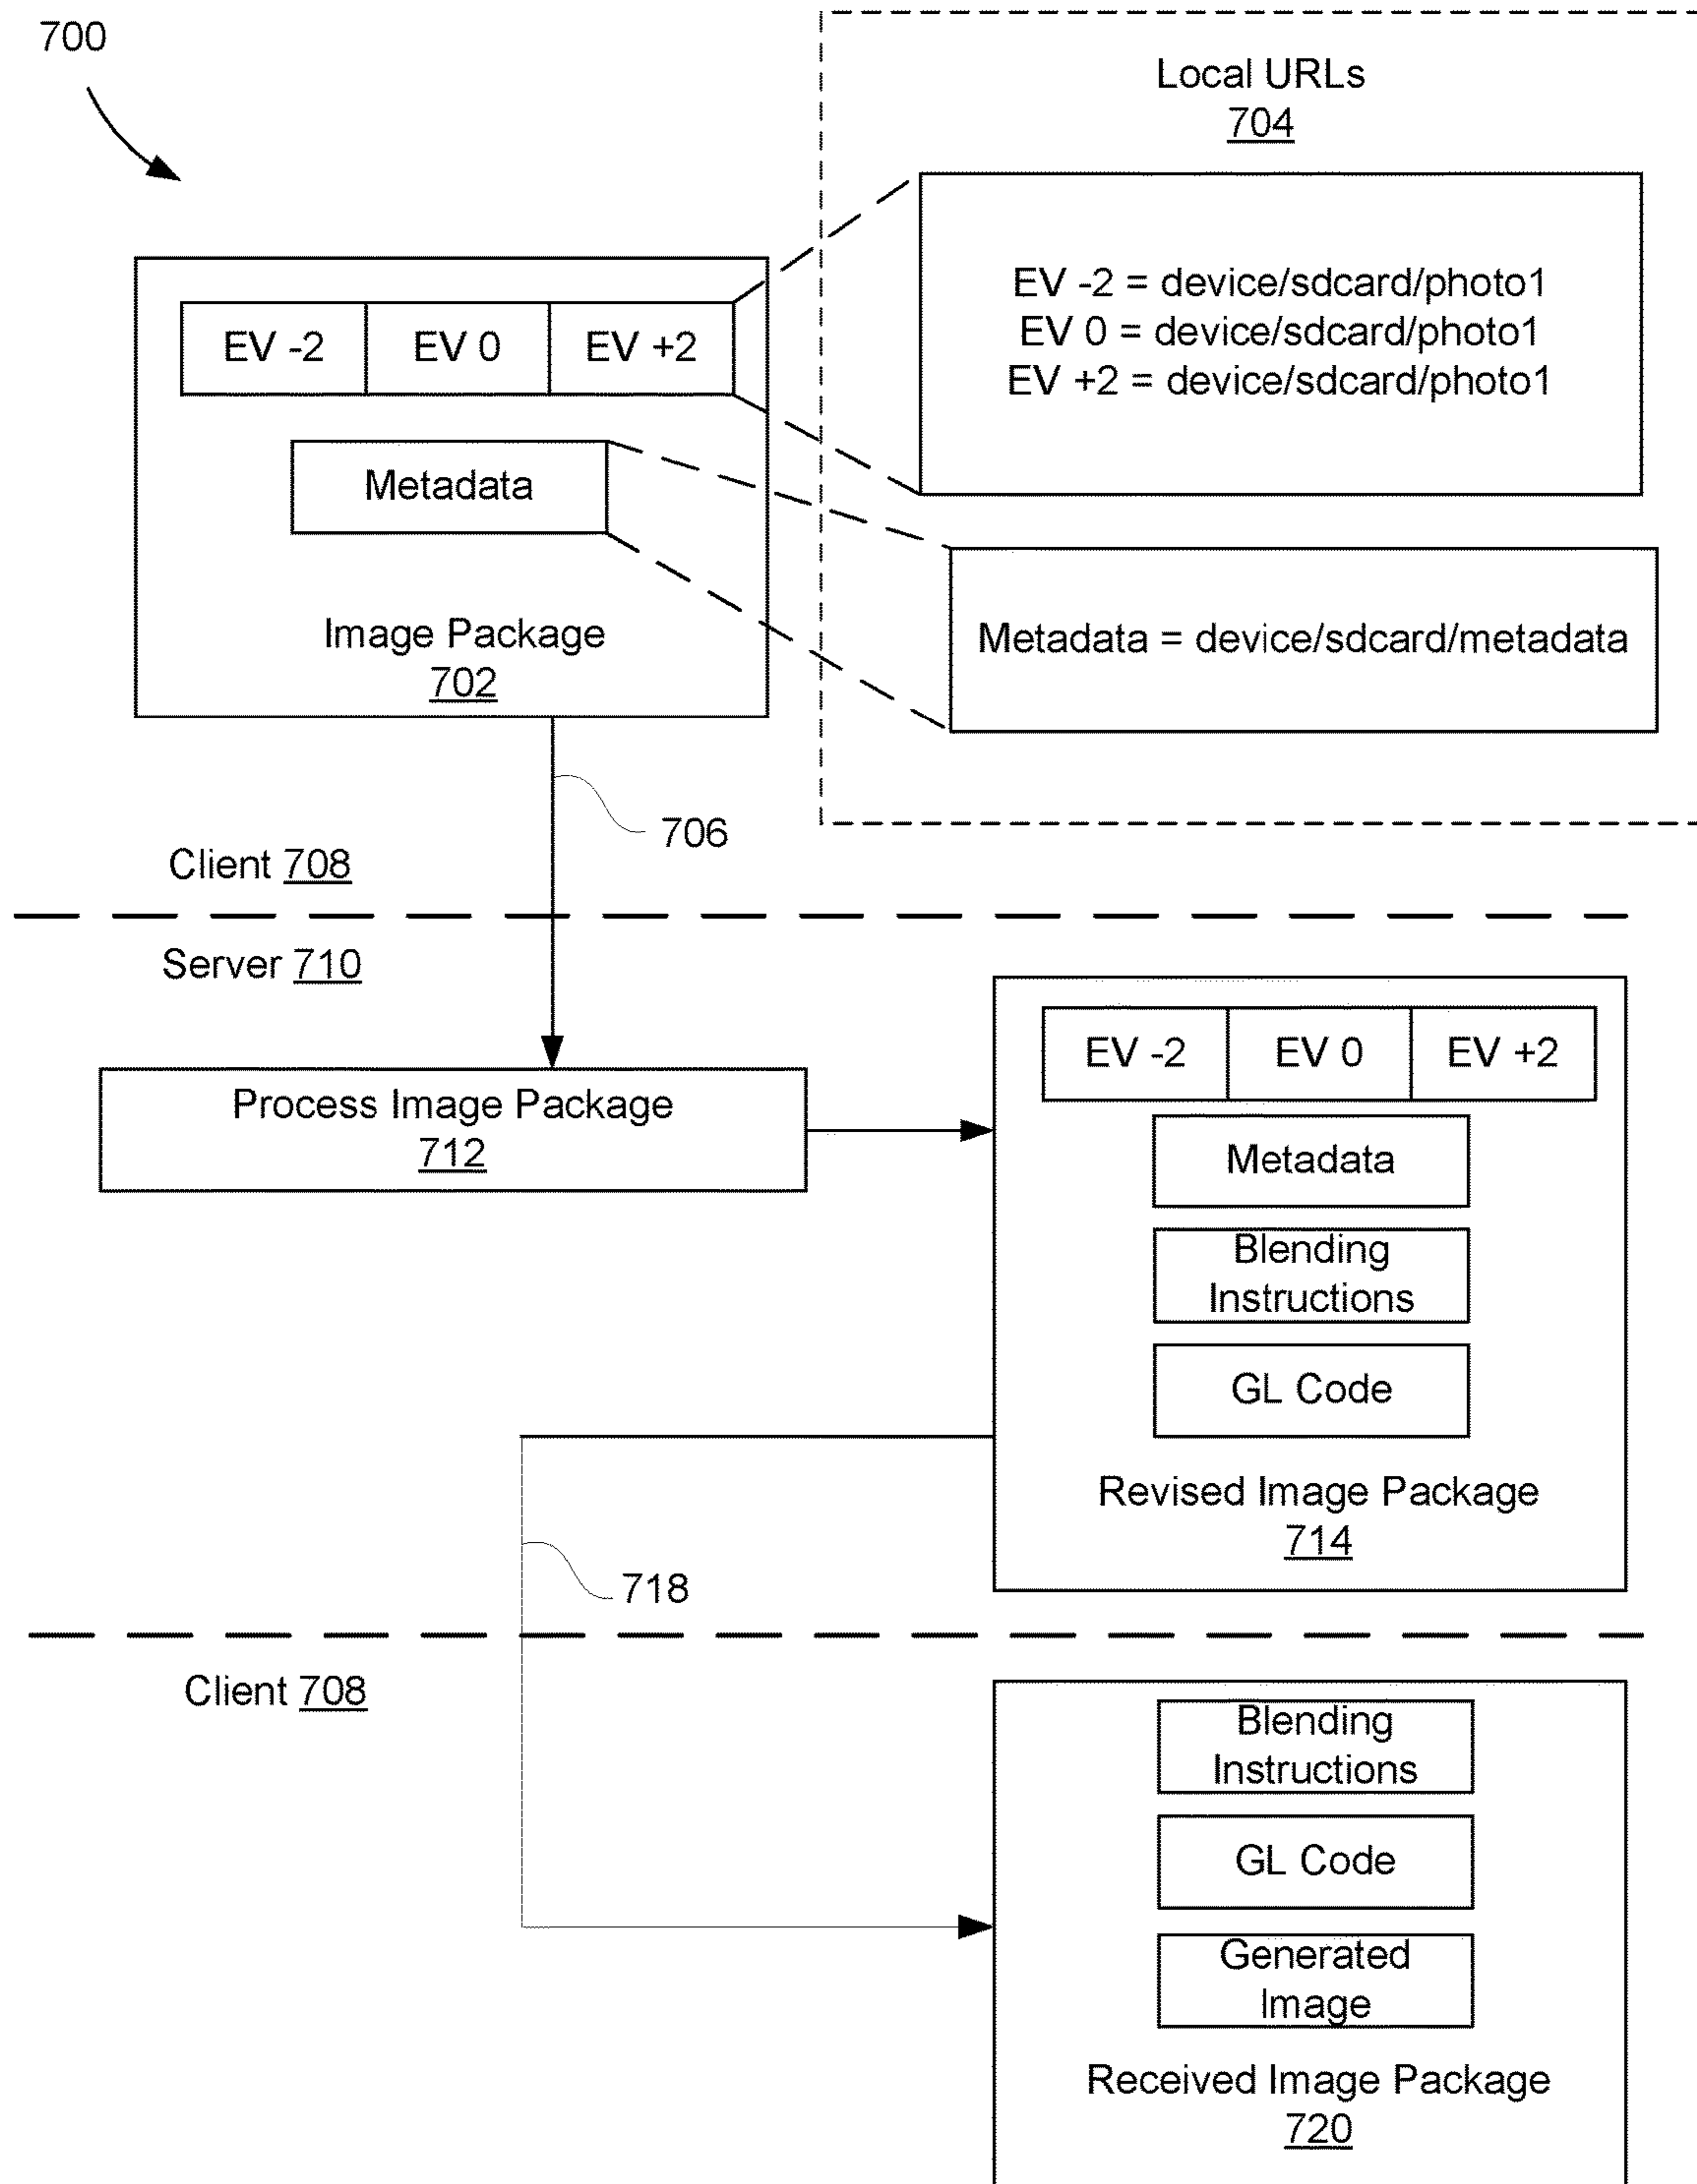 700
Local URLs
704
EV -2 = device/sdcard/photo1
EV 0 = device/sdcard/photo1
EV +2 = device/sdcard/photo1
EV -2 EV 0 EV +2
Metadata
Metadata = device/sdcard/metadata
Image Package
702
706
Client 708
Server 710
Process Image Package
712
EV -2 EV 0 EV +2
Metadata
Blending
Instructions
GL Code
Revised Image Package
714
718
Client 708
Blending
Instructions
GL Code
Generated
Image
Received Image Package
720